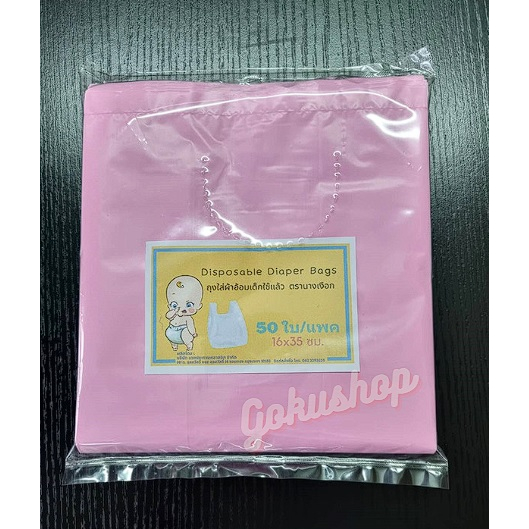 Disposable Diaper Bags
ถุงใส่ผ้าอ้อมเด็กใช้แล้ว ตรานางเงือก
50 ใบ/แพค
16x35 ซม.
Gokushop